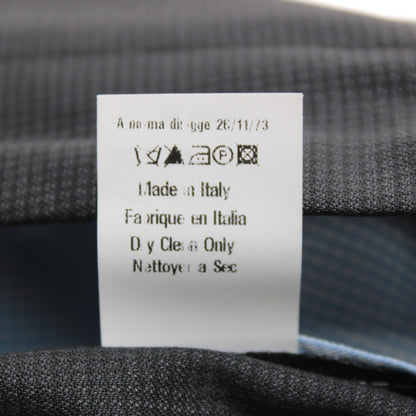 A norma di legge 26/11/73
P
Made in Italy
Fabrique en Italia
Dry Clean Only
Nettoyer a Sec